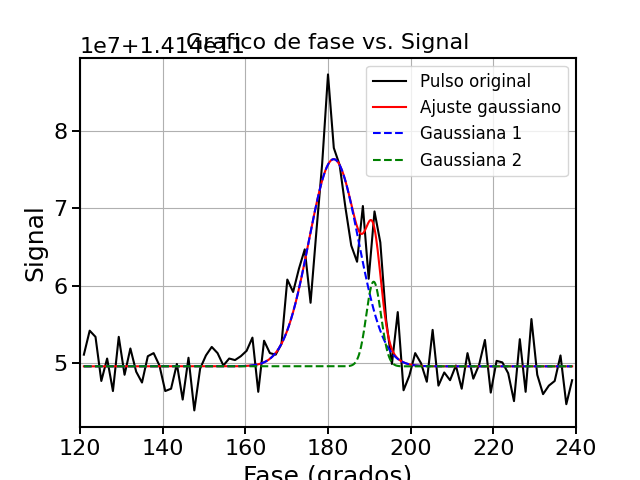 1e7+1.414e11
Grafico de fase vs. Signal
Pulso original
Ajuste gaussiano
Gaussiana 1
Gaussiana 2
8
7
6
5
Signal
120 140 160 180 200 220 240
Fase (grados)